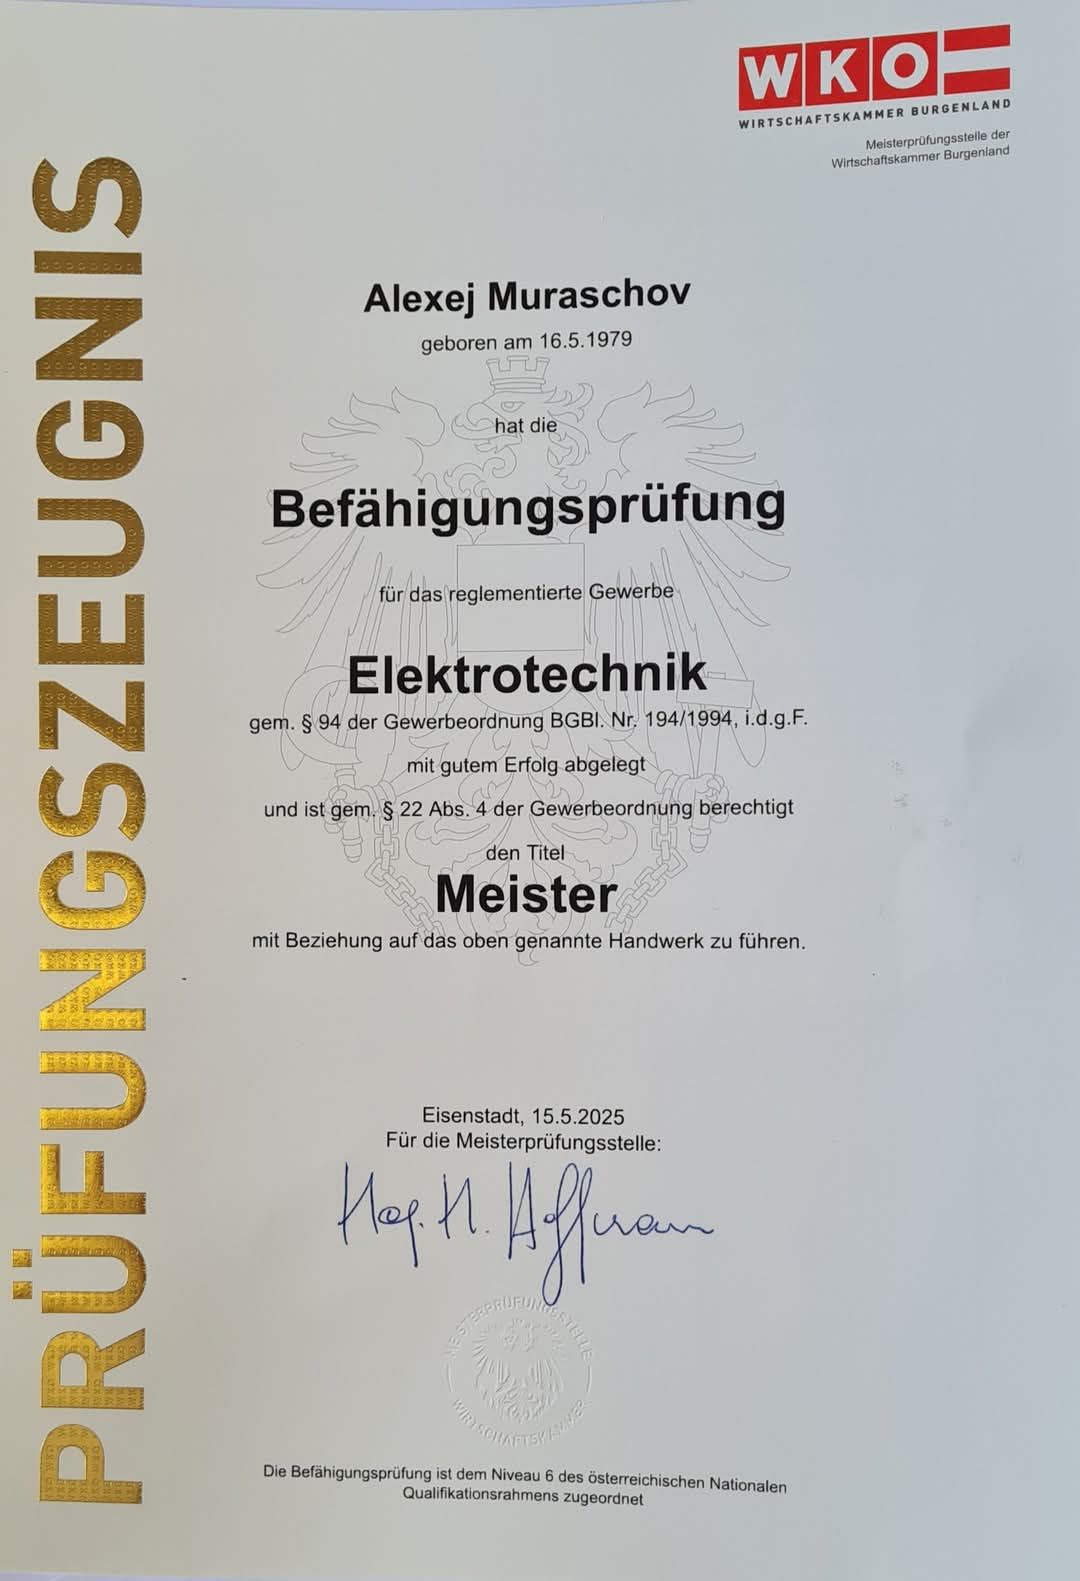 WKO
WIRTSCHAFTSKAMMER BURGENLAND
Meisterprüfungsstelle der
Wirtschaftskammer Burgenland
PRÜFUNGSZEUGNIS
Alexej Muraschov
geboren am 16.5.1979
hat die
Befähigungsprüfung
für das reglementierte Gewerbe
Elektrotechnik
gem. § 94 der Gewerbeordnung BGBl. Nr. 194/1994, i.d.g.F.
mit gutem Erfolg abgelegt
und ist gem. § 22 Abs. 4 der Gewerbeordnung berechtigt
den Titel
Meister
mit Beziehung auf das oben genannte Handwerk zu führen.
Eisenstadt, 15.5.2025
Für die Meisterprüfungsstelle:
MEISTERPRÜFUNGSSTELLE
WIRTSCHAFTSKAMMER
Die Befähigungsprüfung ist dem Niveau 6 des österreichischen Nationalen
Qualifikationsrahmens zugeordnet